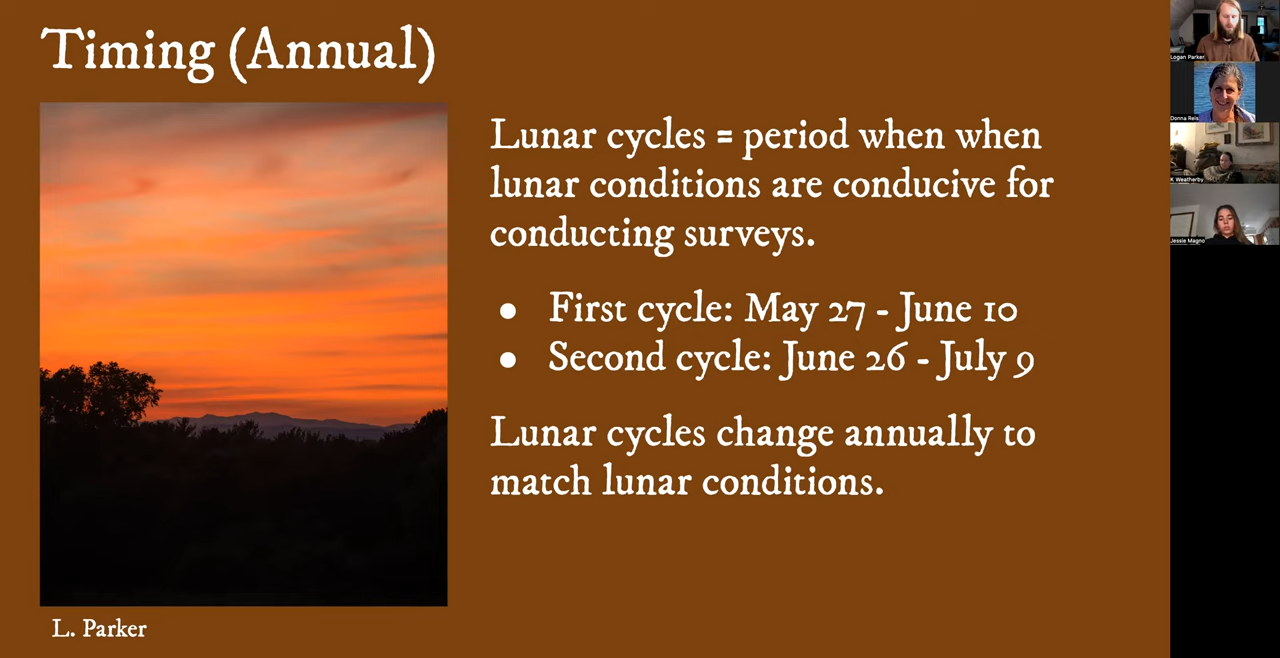 Timing (Annual)
Lunar cycles = period when when
lunar conditions are conducive for
conducting surveys.
● First cycle: May 27 - June 10
● Second cycle: June 26 - July 9
Lunar cycles change annually to
match lunar conditions.
L. Parker
Logan Parker
Donna Reis
K Weatherby
Jessie Magno